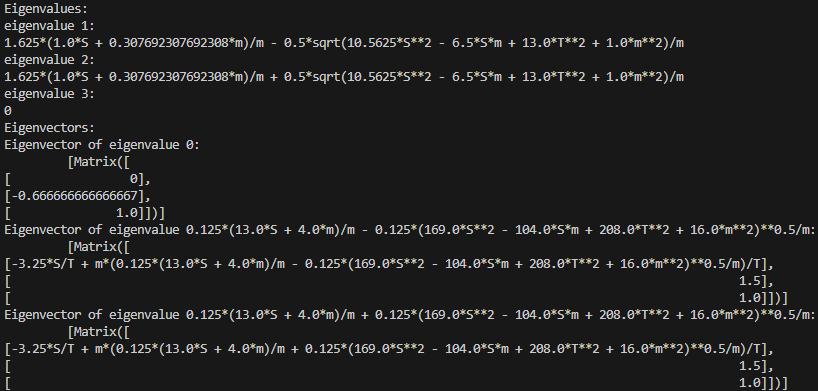 Eigenvalues:
eigenvalue 1:
1.625*(1.0*S + 0.307692307692308*m)/m - 0.5*sqrt(10.5625*S**2 - 6.5*S*m + 13.0*T**2 + 1.0*m**2)/m
eigenvalue 2:
1.625*(1.0*S + 0.307692307692308*m)/m + 0.5*sqrt(10.5625*S**2 - 6.5*S*m + 13.0*T**2 + 1.0*m**2)/m
eigenvalue 3:
0
Eigenvectors:
Eigenvector of eigenvalue 0:
        [Matrix([
[                 0],
[-0.666666666666667],
[               1.0]])]
Eigenvector of eigenvalue 0.125*(13.0*S + 4.0*m)/m - 0.125*(169.0*S**2 - 104.0*S*m + 208.0*T**2 + 16.0*m**2)**0.5/m:
        [Matrix([
[-3.25*S/T + m*(0.125*(13.0*S + 4.0*m)/m - 0.125*(169.0*S**2 - 104.0*S*m + 208.0*T**2 + 16.0*m**2)**0.5/m)/T],
[                                                                                                         1.5],
[                                                                                                         1.0]])]
Eigenvector of eigenvalue 0.125*(13.0*S + 4.0*m)/m + 0.125*(169.0*S**2 - 104.0*S*m + 208.0*T**2 + 16.0*m**2)**0.5/m:
        [Matrix([
[-3.25*S/T + m*(0.125*(13.0*S + 4.0*m)/m + 0.125*(169.0*S**2 - 104.0*S*m + 208.0*T**2 + 16.0*m**2)**0.5/m)/T],
[                                                                                                         1.5],
[                                                                                                         1.0]])]